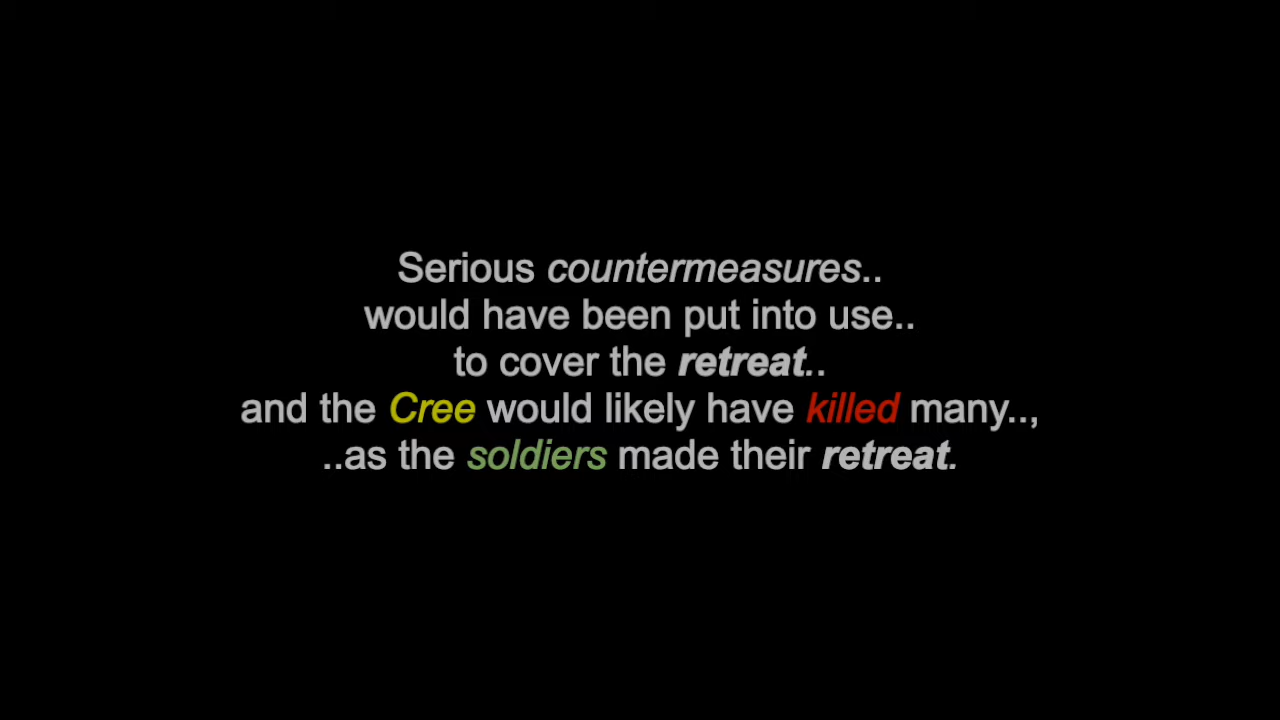 Serious countermeasures..
would have been put into use..
to cover the retreat..
and the Cree would likely have killed many..,
..as the soldiers made their retreat.